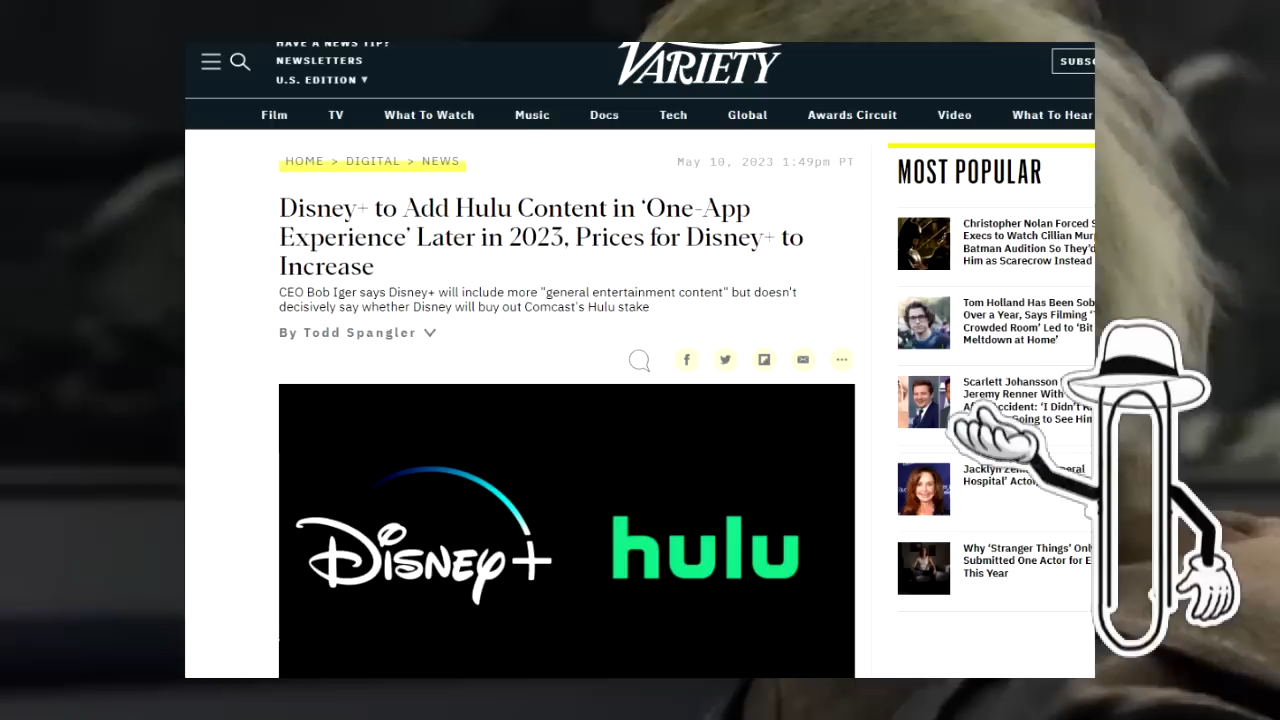 HAVE A NEWS TIP?
NEWSLETTERS
U.S. EDITION
VARIETY
Film TV What To Watch Music Docs Tech Global Awards Circuit Video What To Hear
HOME > DIGITAL > NEWS
May 10, 2023 1:49pm PT
Disney+ to Add Hulu Content in ‘One-App
Experience’ Later in 2023, Prices for Disney+ to
Increase
CEO Bob Iger says Disney+ will include more "general entertainment content" but doesn't
decisively say whether Disney will buy out Comcast's Hulu stake
By Todd Spangler
Disney+
hulu
MOST POPULAR
Christopher Nolan Forced
Execs to Watch Cillian
Batman Audition So
Him as Scarecrow Instead
Tom Holland Has Been
Over a Year, Says Filming
Crowded Room’ Led to ‘Bit
Meltdown at Home’
Scarlett Johansson
Jeremy Renner With
‘I Didn’t
Going to See
Jacklyn
Hospital’
Why ‘Stranger Things’
Submitted One Actor for
This Year